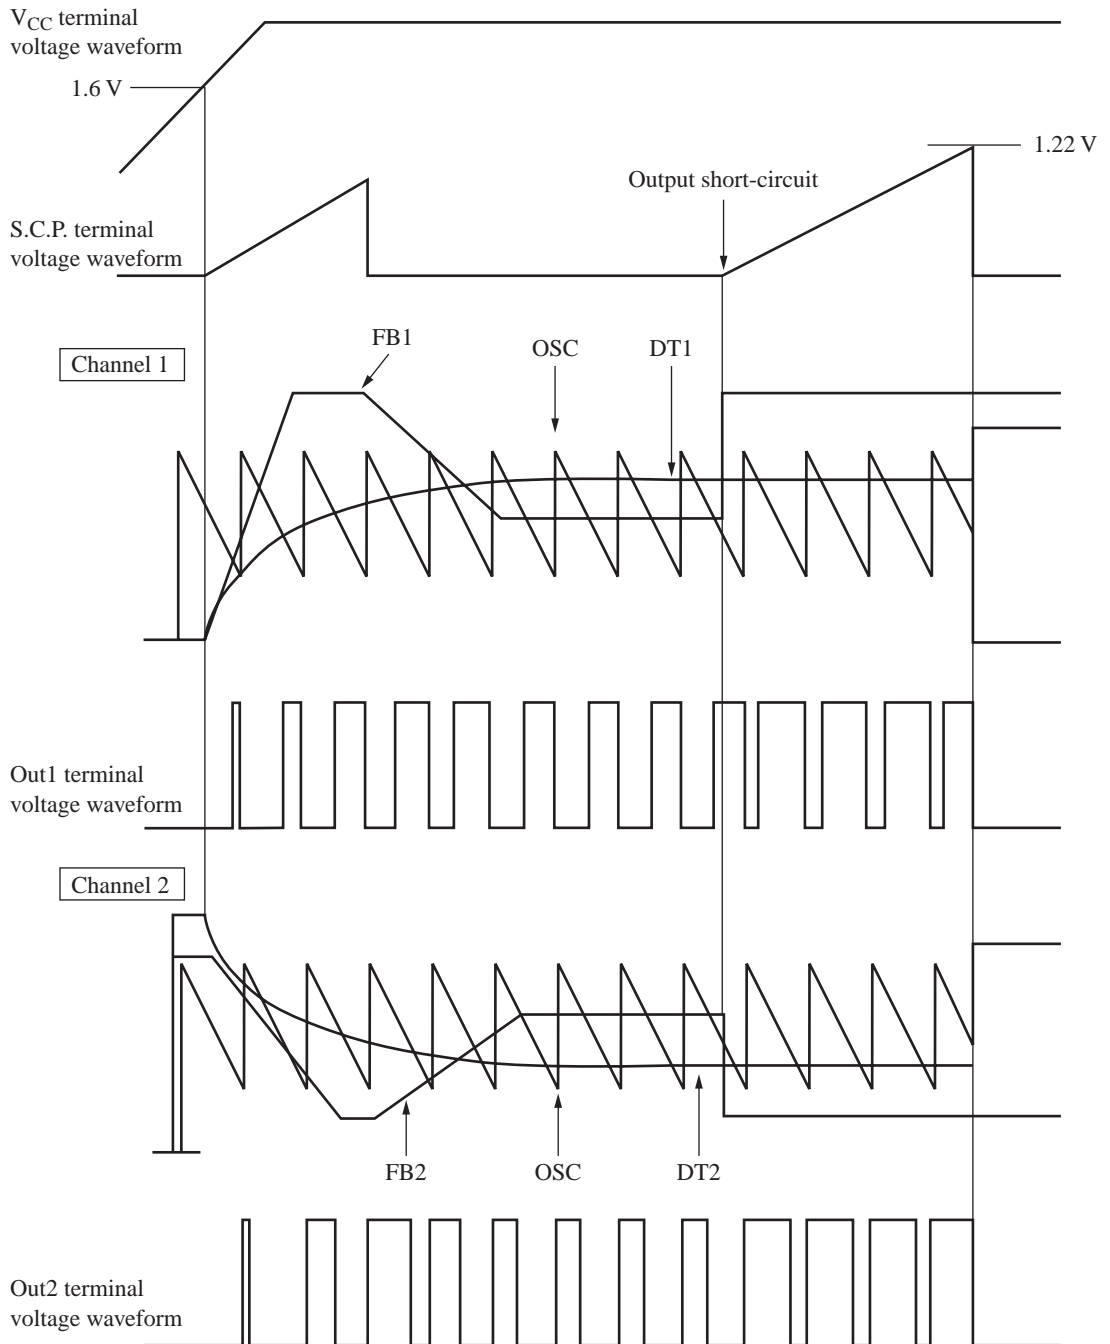 VCC terminal
voltage waveform
1.6 V
1.22 V
Output short-circuit
S.C.P. terminal
voltage waveform
FB1
Channel 1
OSC
DT1
Out1 terminal
voltage waveform
Channel 2
FB2
OSC
DT2
Out2 terminal
voltage waveform